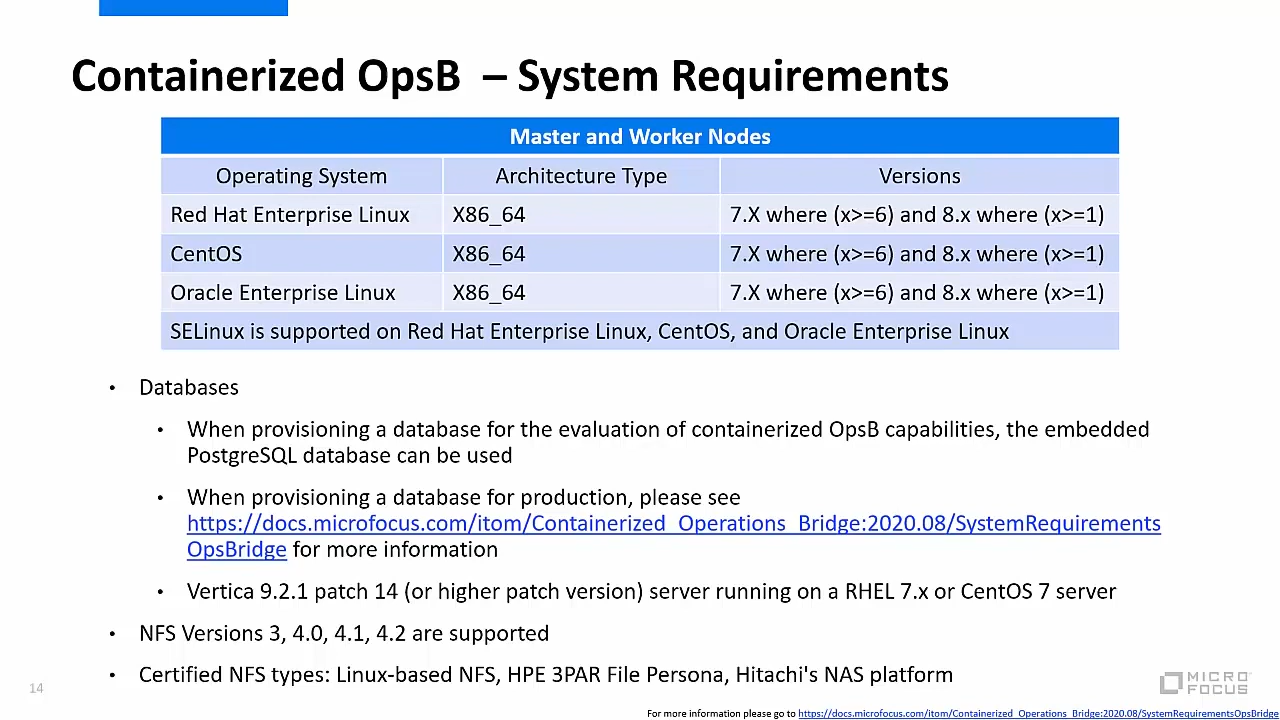 Containerized OpsB – System Requirements
Master and Worker Nodes
Operating System Architecture Type Versions
Red Hat Enterprise Linux X86_64 7.X where (x>=6) and 8.x where (x>=1)
CentOS X86_64 7.X where (x>=6) and 8.x where (x>=1)
Oracle Enterprise Linux X86_64 7.X where (x>=6) and 8.x where (x>=1)
SELinux is supported on Red Hat Enterprise Linux, CentOS, and Oracle Enterprise Linux
• Databases
• When provisioning a database for the evaluation of containerized OpsB capabilities, the embedded
PostgreSQL database can be used
• When provisioning a database for production, please see
https://docs.microfocus.com/itom/Containerized_Operations_Bridge:2020.08/SystemRequirements
OpsBridge for more information
• Vertica 9.2.1 patch 14 (or higher patch version) server running on a RHEL 7.x or CentOS 7 server
• NFS Versions 3, 4.0, 4.1, 4.2 are supported
• Certified NFS types: Linux-based NFS, HPE 3PAR File Persona, Hitachi's NAS platform
14
MICRO
FOCUS
For more information please go to https://docs.microfocus.com/itom/Containerized_Operations_Bridge:2020.08/SystemRequirementsOpsBridge